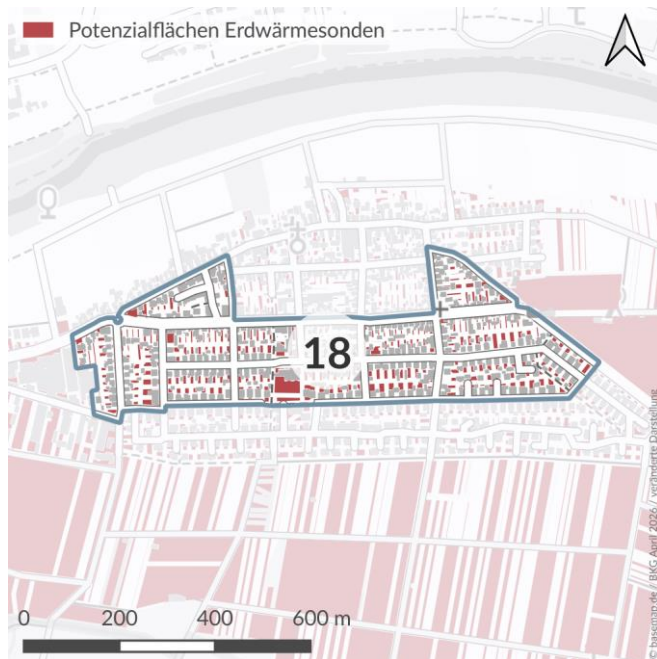 Potenzialflächen Erdwärmesonden
18
0 200 400 600 m
© basemap.de / BKG April 2026 / veränderte Darstellung